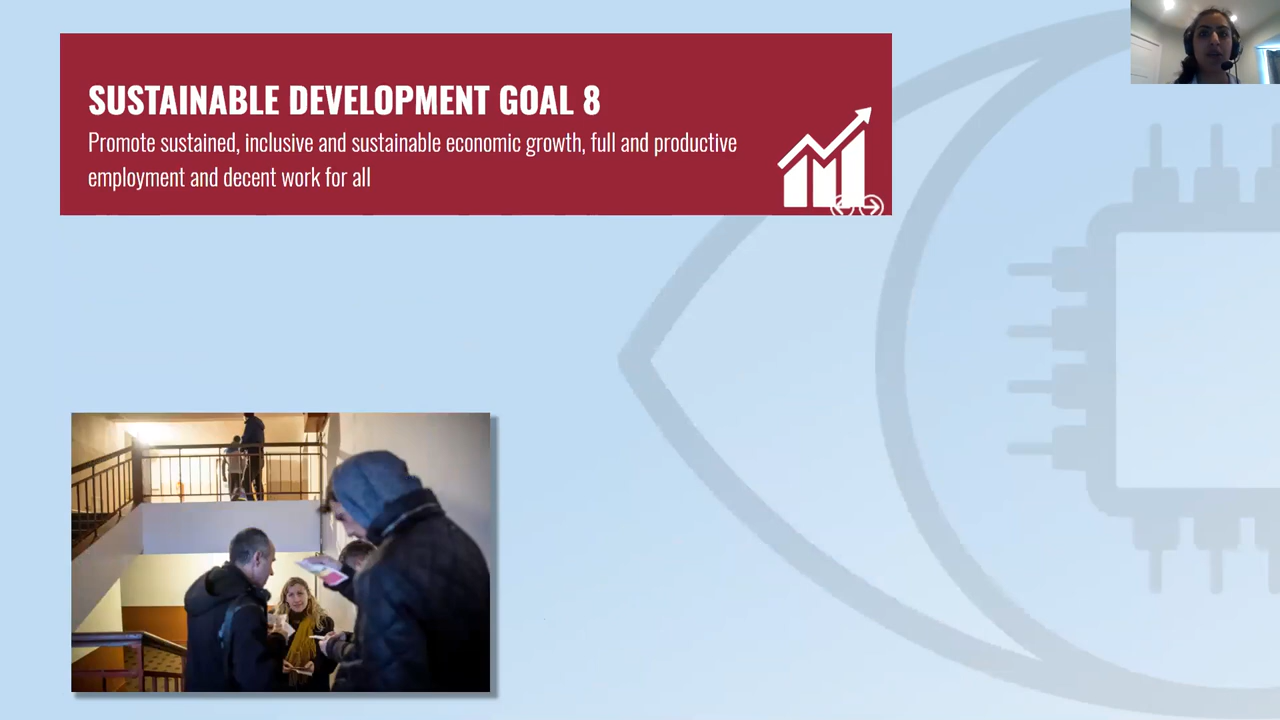 SUSTAINABLE DEVELOPMENT GOAL 8
Promote sustained, inclusive and sustainable economic growth, full and productive
employment and decent work for all